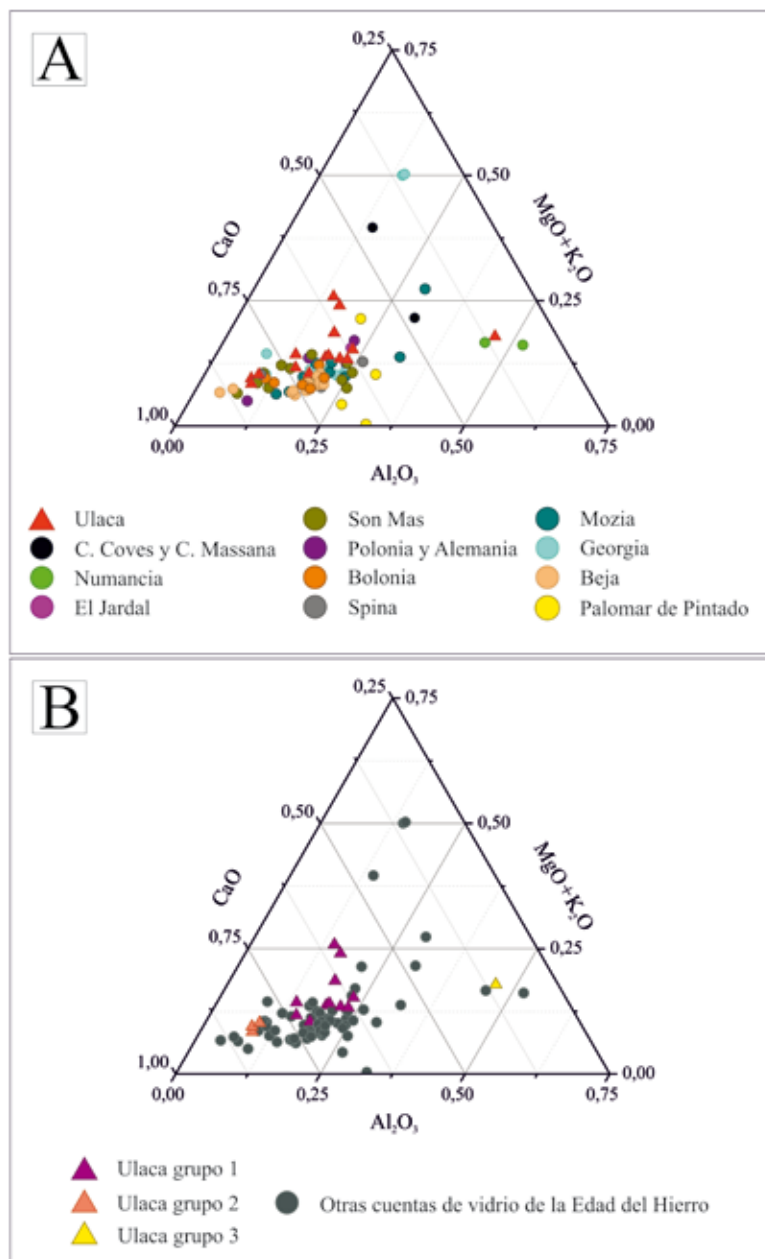 A
0,25 0,75
0,50 0,50
CaO
MgO+K₂O
0,75 0,25
1,00 0,00
0,00 0,25 0,50 0,75
Al₂O₃
Ulaca Son Mas Mozia
C. Coves y C. Massana Polonia y Alemania Georgia
Numancia Bolonia Beja
El Jardal Spina Palomar de Pintado
B
0,25 0,75
0,50 0,50
CaO
MgO+K₂O
0,75 0,25
1,00 0,00
0,00 0,25 0,50 0,75
Al₂O₃
Ulaca grupo 1
Ulaca grupo 2 Otras cuentas de vidrio de la Edad del Hierro
Ulaca grupo 3